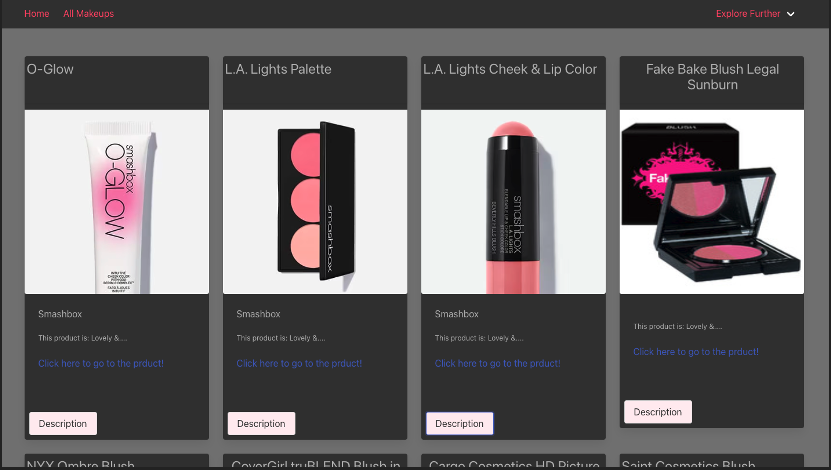 Home All Makeups Explore Further
O-Glow
L.A. Lights Palette
L.A. Lights Cheek & Lip Color
Fake Bake Blush Legal
Sunburn
smashbox
O-GLOW
smashbox
smashbox
L.A. LIGHTS
BLUSH
Fak
Smashbox
This product is: Lovely &....
Click here to go to the prduct!
Description
Smashbox
This product is: Lovely &....
Click here to go to the prduct!
Description
Smashbox
This product is: Lovely &....
Click here to go to the prduct!
Description
This product is: Lovely &....
Click here to go to the prduct!
Description
NYX Ombre Blush
CoverGirl truBLEND Blush in
Cargo Cosmetics HD Picture
Saint Cosmetics Blush